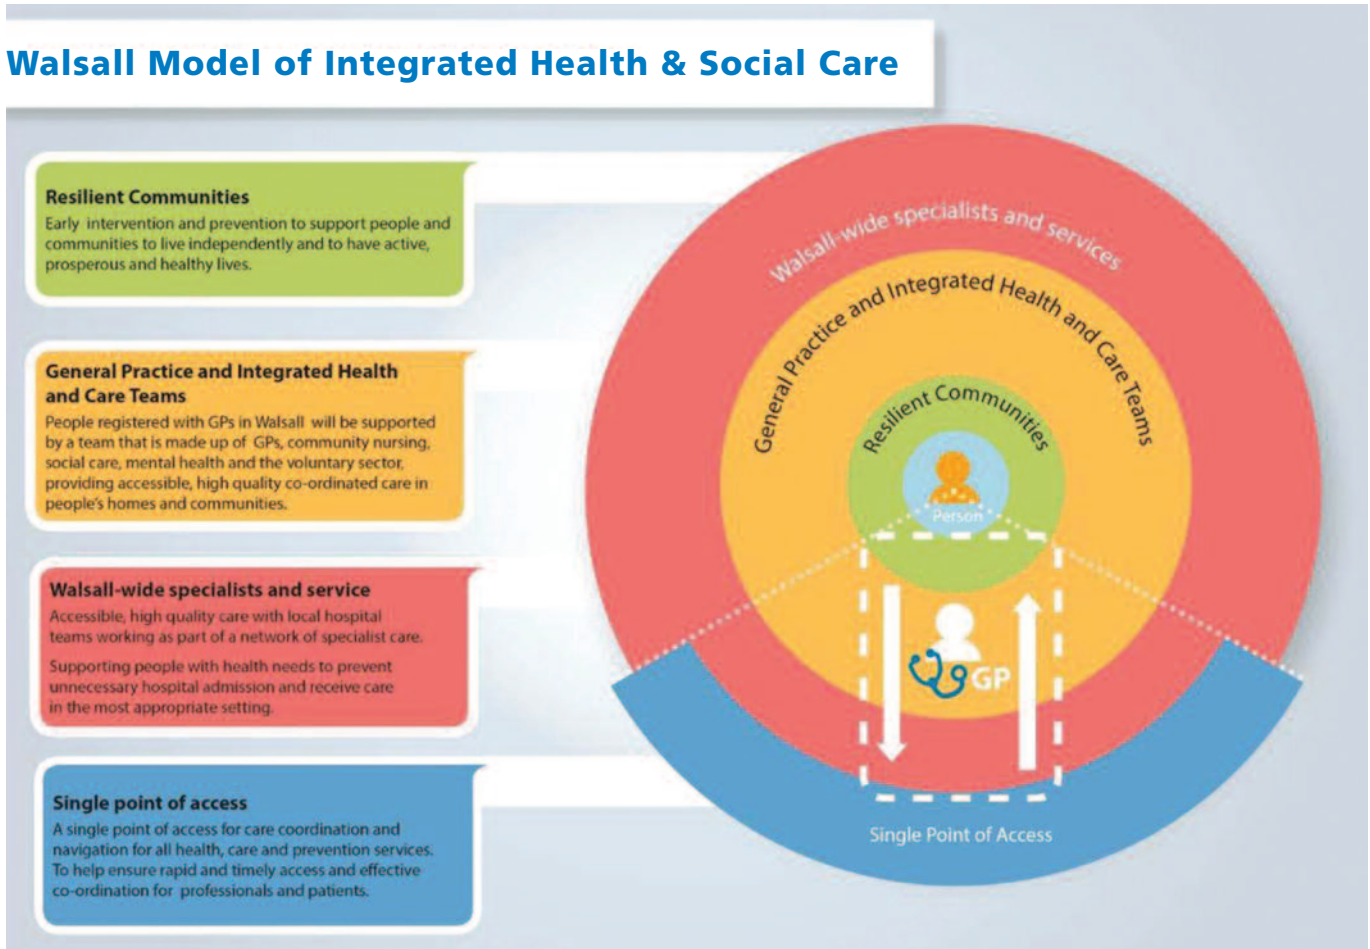 Walsall Model of Integrated Health & Social Care
Resilient Communities
Early intervention and prevention to support people and
communities to live independently and to have active,
prosperous and healthy lives.
General Practice and Integrated Health
and Care Teams
People registered with GPs in Walsall will be supported
by a team that is made up of GPs, community nursing,
social care, mental health and the voluntary sector,
providing accessible, high quality co-ordinated care in
people's homes and communities.
Walsall-wide specialists and service
Accessible, high quality care with local hospital
teams working as part of a network of specialist care.
Supporting people with health needs to prevent
unnecessary hospital admission and receive care
in the most appropriate setting.
Single point of access
A single point of access for care coordination and
navigation for all health, care and prevention services.
To help ensure rapid and timely access and effective
co-ordination for professionals and patients.
Walsall-wide specialists and services
General Practice and Integrated Health and Care Teams
Resilient Communities
Person
GP
Single Point of Access